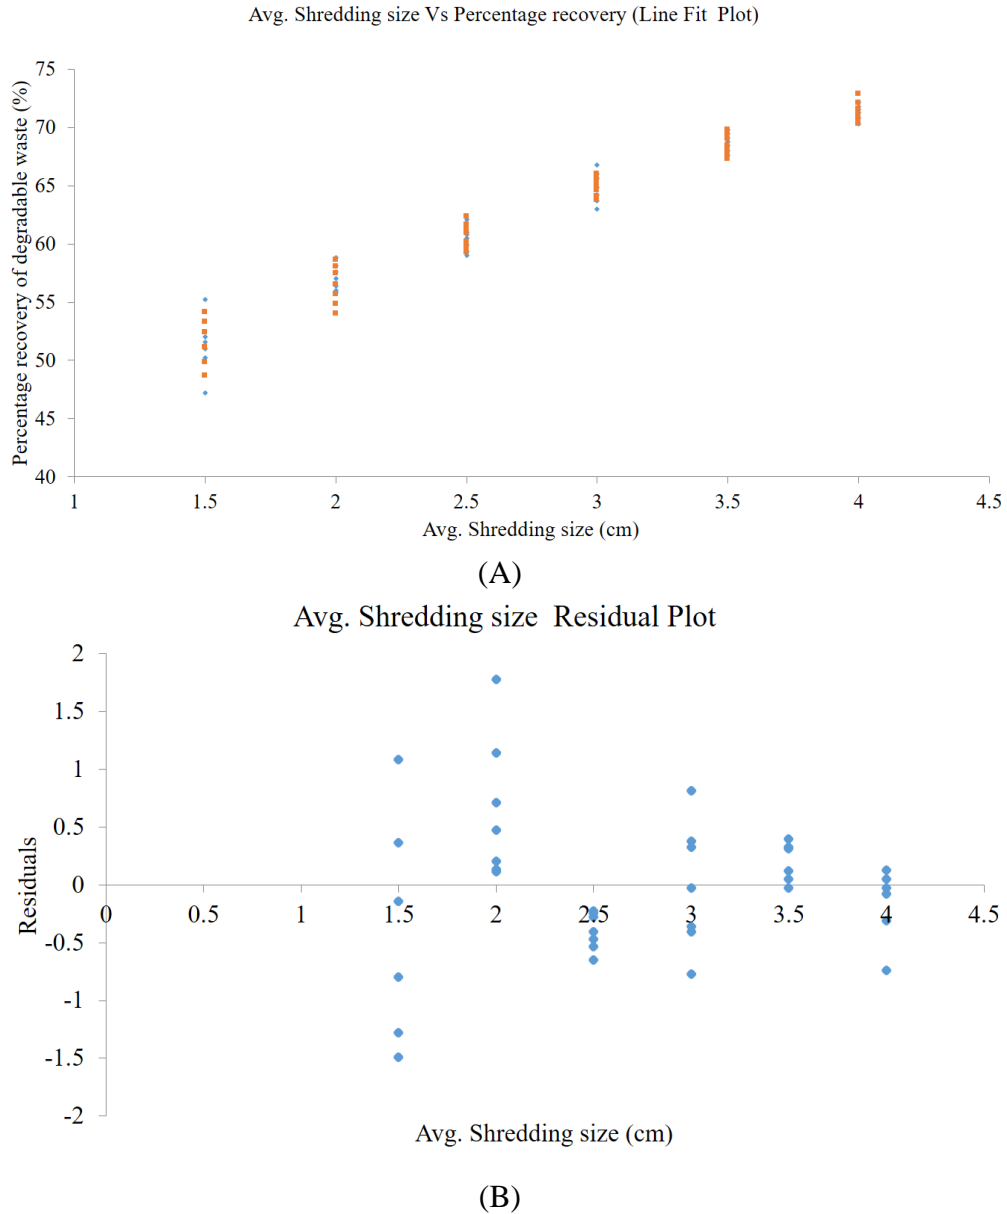 Avg. Shredding size Vs Percentage recovery (Line Fit  Plot)
Percentage recovery of degradable waste (%)
75
70
65
60
55
50
45
40
1 1.5 2 2.5 3 3.5 4 4.5
Avg. Shredding size (cm)
(A)
Avg. Shredding size  Residual Plot
Residuals
2
1.5
1
0.5
0
-0.5
-1
-1.5
-2
0 0.5 1 1.5 2 2.5 3 3.5 4 4.5
Avg. Shredding size (cm)
(B)